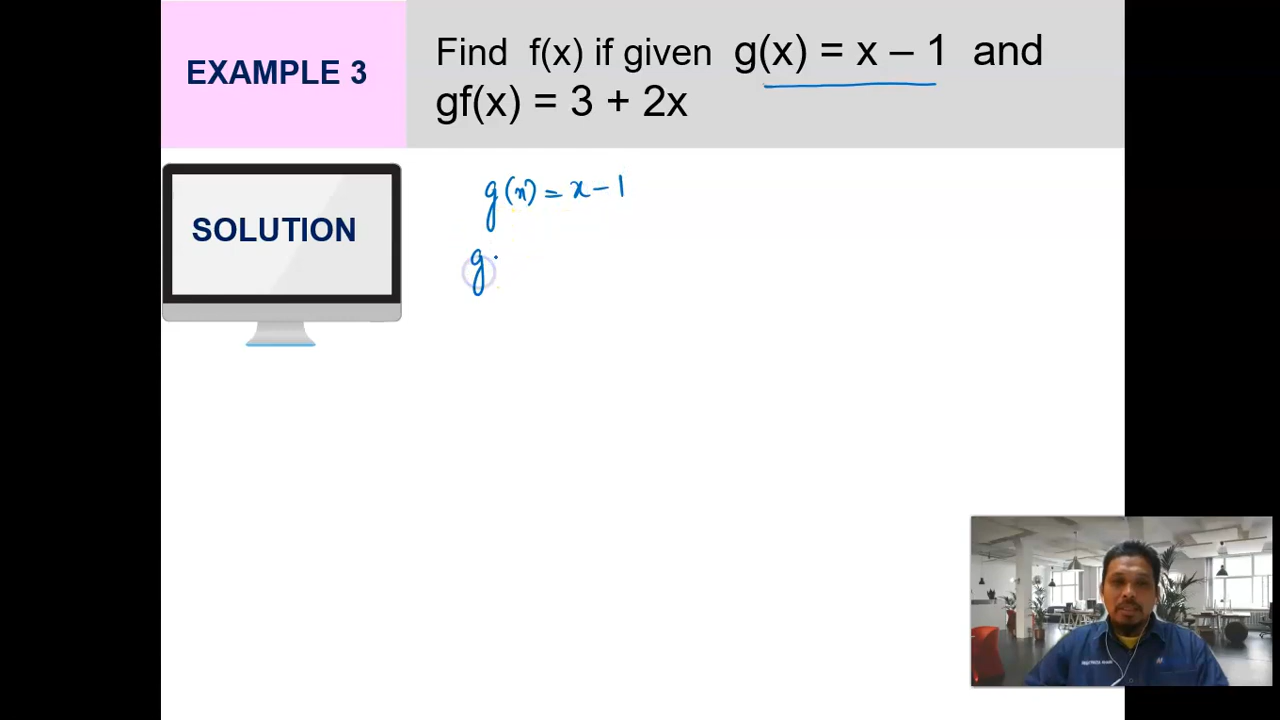 EXAMPLE 3
Find f(x) if given g(x) = x – 1 and
gf(x) = 3 + 2x
SOLUTION
g(x) = x – 1
g